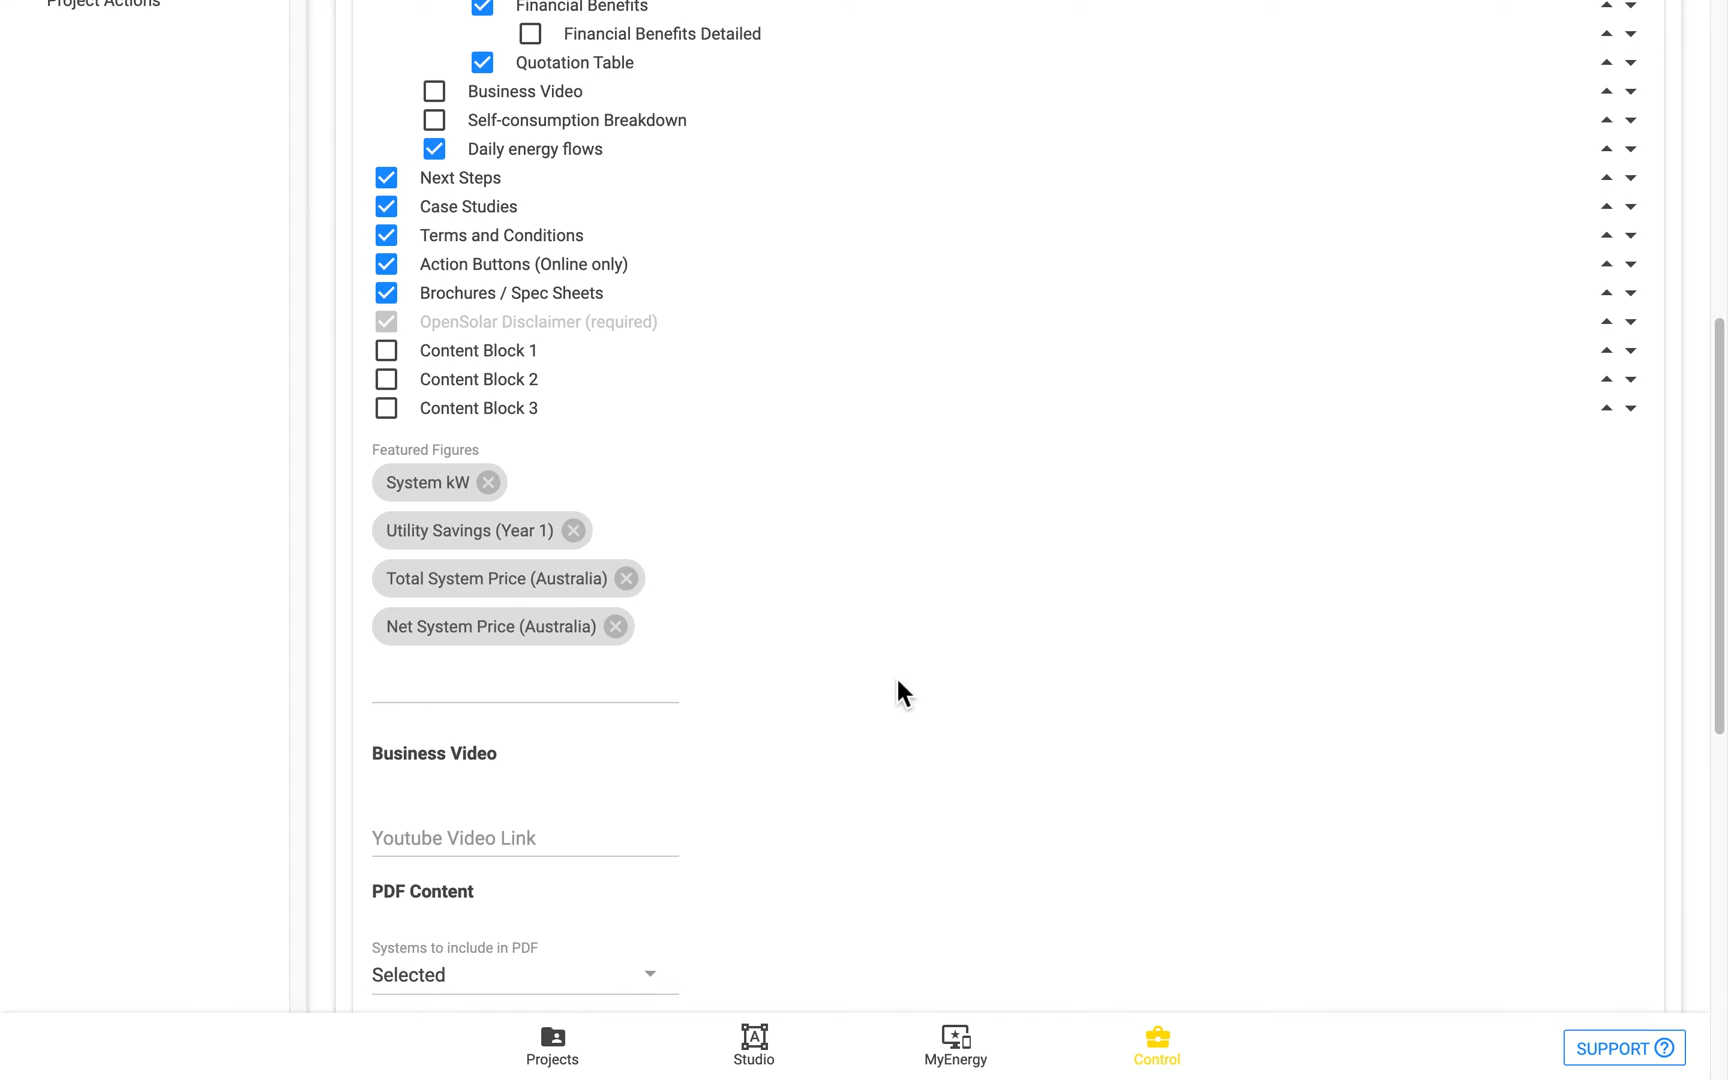 Project Actions
Financial Benefits
Financial Benefits Detailed
Quotation Table
Business Video
Self-consumption Breakdown
Daily energy flows
Next Steps
Case Studies
Terms and Conditions
Action Buttons (Online only)
Brochures / Spec Sheets
OpenSolar Disclaimer (required)
Content Block 1
Content Block 2
Content Block 3
Featured Figures
System kW
Utility Savings (Year 1)
Total System Price (Australia)
Net System Price (Australia)
Business Video
Youtube Video Link
PDF Content
Systems to include in PDF
Selected
Projects
Studio
MyEnergy
Control
SUPPORT